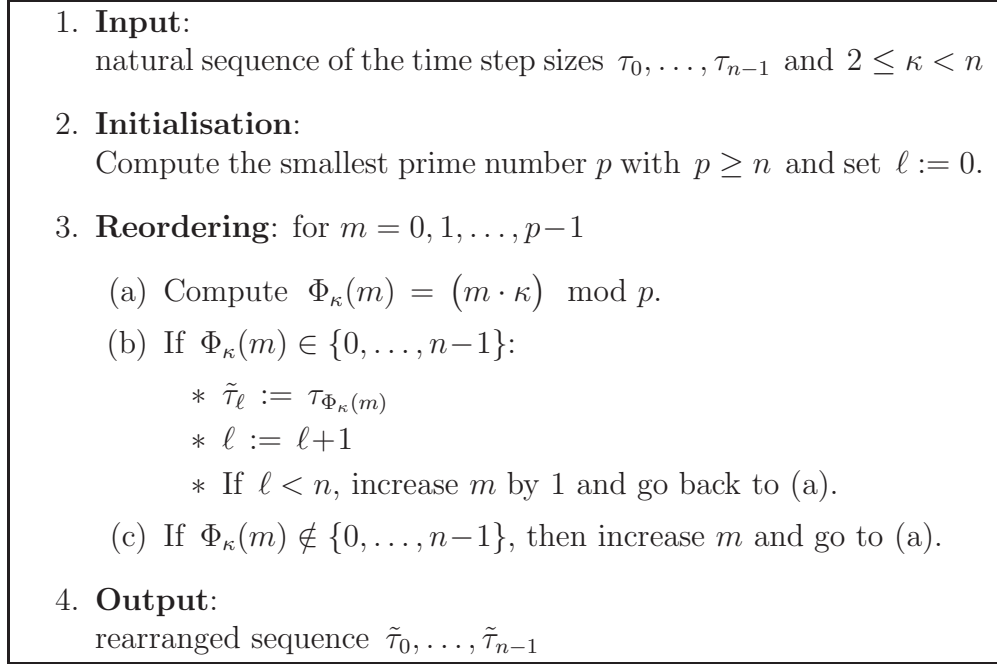 1. Input:
natural sequence of the time step sizes τ₀, …, τₙ₋₁ and 2 ≤ κ < n
2. Initialisation:
Compute the smallest prime number p with p ≥ n and set ℓ := 0.
3. Reordering: for m = 0, 1, …, p−1
(a) Compute Φ_κ(m) = (m · κ) mod p.
(b) If Φ_κ(m) ∈ {0, …, n−1}:
∗ τ̃_ℓ := τ_{Φ_κ(m)}
∗ ℓ := ℓ+1
∗ If ℓ < n, increase m by 1 and go back to (a).
(c) If Φ_κ(m) ∉ {0, …, n−1}, then increase m and go to (a).
4. Output:
rearranged sequence τ̃₀, …, τ̃ₙ₋₁